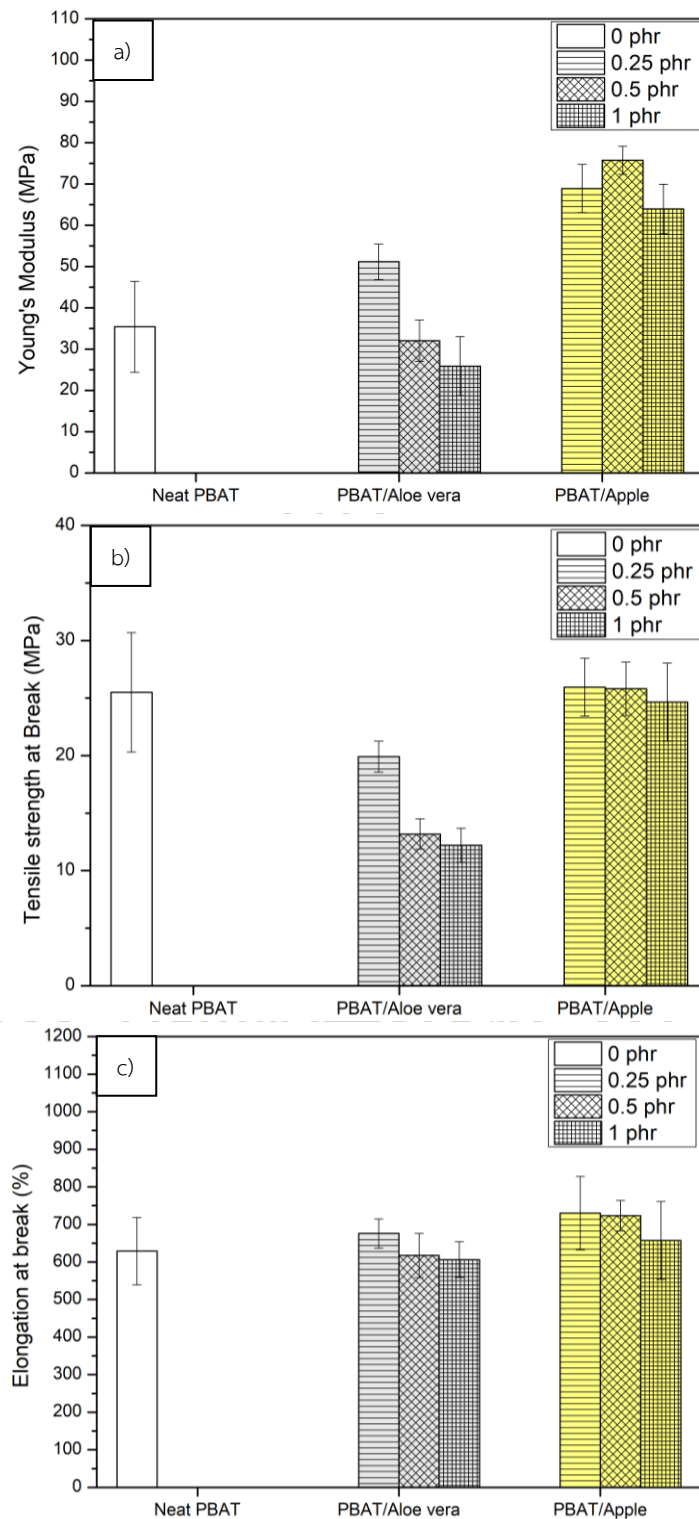 a)
0 phr
0.25 phr
0.5 phr
1 phr
Young's Modulus (MPa)
110
100
90
80
70
60
50
40
30
20
10
0
Neat PBAT PBAT/Aloe vera PBAT/Apple
b)
0 phr
0.25 phr
0.5 phr
1 phr
Tensile strength at Break (MPa)
40
30
20
10
0
Neat PBAT PBAT/Aloe vera PBAT/Apple
c)
0 phr
0.25 phr
0.5 phr
1 phr
Elongation at break (%)
1200
1100
1000
900
800
700
600
500
400
300
200
100
0
Neat PBAT PBAT/Aloe vera PBAT/Apple